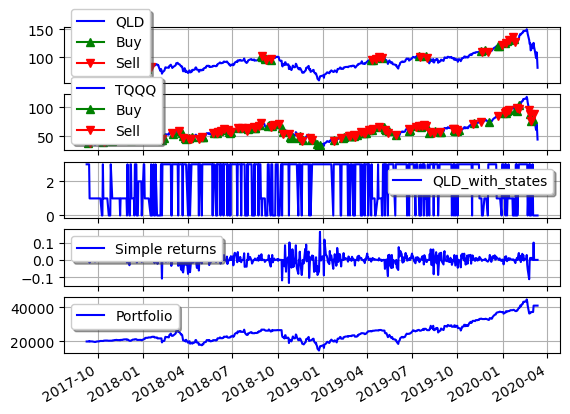 QLD
Buy
Sell
150
100
TQQQ
Buy
Sell
100
50
QLD_with_states
2
0
Simple returns
0.1
0.0
−0.1
Portfolio
40000
20000
2017-10 2018-01 2018-04 2018-07 2018-10 2019-01 2019-04 2019-07 2019-10 2020-01 2020-04